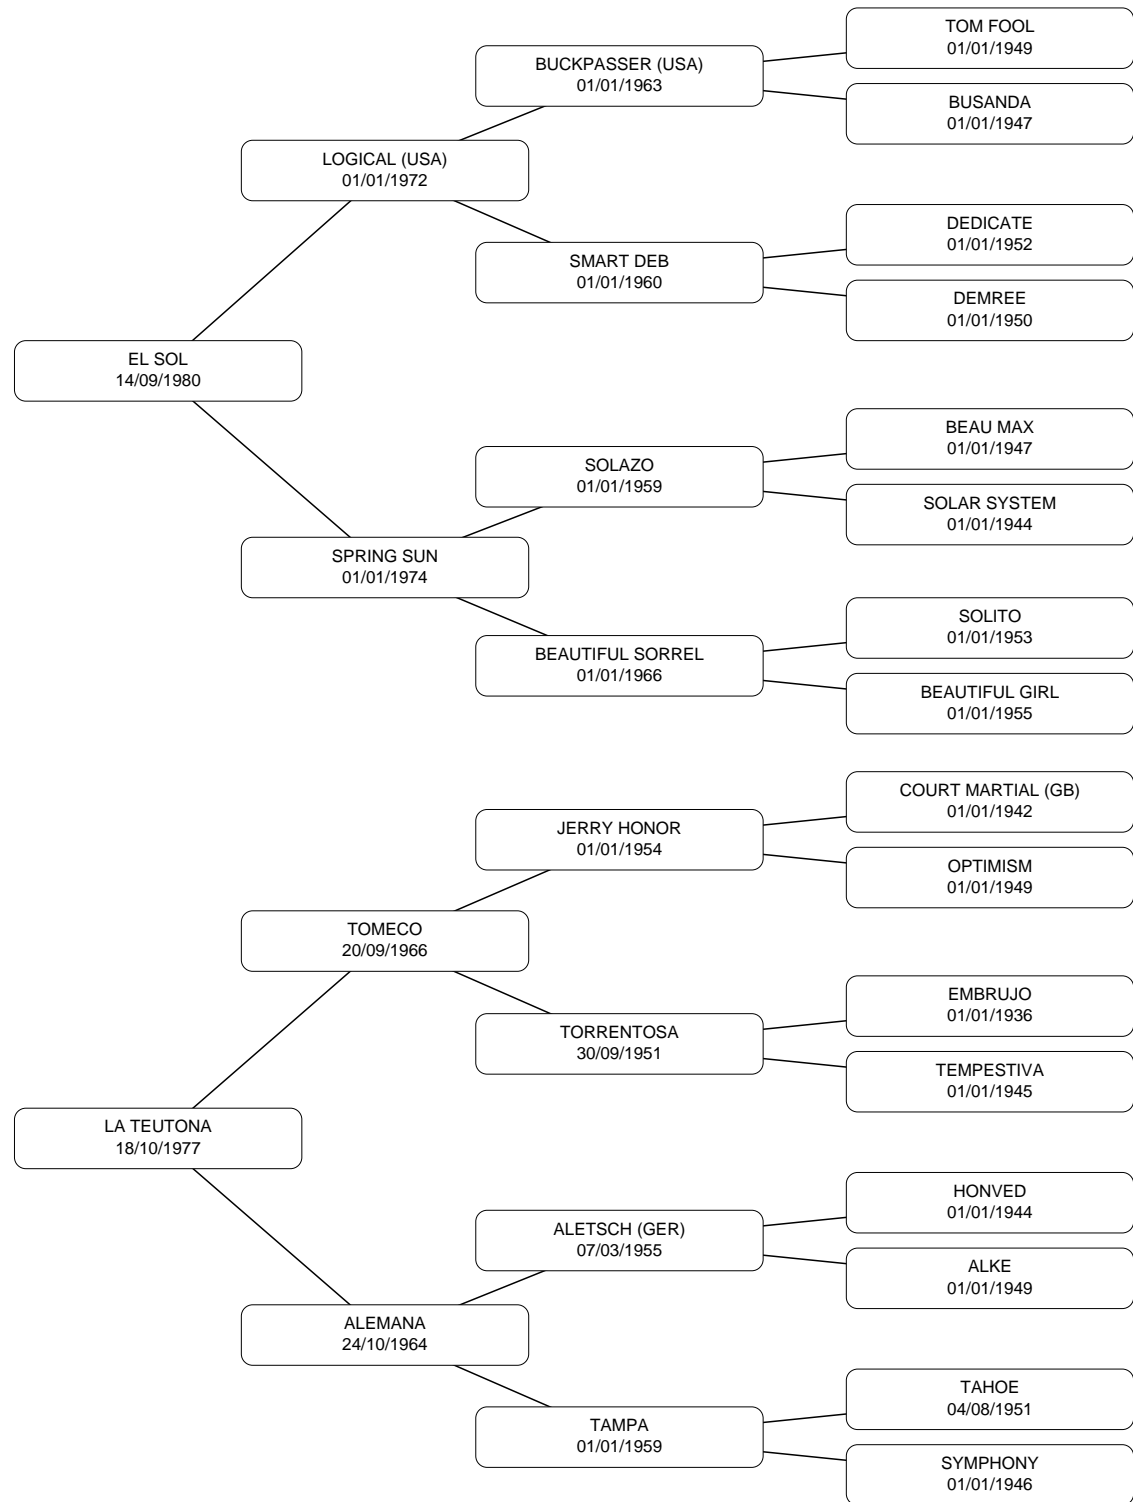 TOM FOOL
01/01/1949
BUCKPASSER (USA)
01/01/1963
BUSANDA
01/01/1947
LOGICAL (USA)
01/01/1972
DEDICATE
01/01/1952
SMART DEB
01/01/1960
DEMREE
01/01/1950
EL SOL
14/09/1980
BEAU MAX
01/01/1947
SOLAZO
01/01/1959
SOLAR SYSTEM
01/01/1944
SPRING SUN
01/01/1974
SOLITO
01/01/1953
BEAUTIFUL SORREL
01/01/1966
BEAUTIFUL GIRL
01/01/1955
COURT MARTIAL (GB)
01/01/1942
JERRY HONOR
01/01/1954
OPTIMISM
01/01/1949
TOMECO
20/09/1966
EMBRUJO
01/01/1936
TORRENTOSA
30/09/1951
TEMPESTIVA
01/01/1945
LA TEUTONA
18/10/1977
HONVED
01/01/1944
ALETSCH (GER)
07/03/1955
ALKE
01/01/1949
ALEMANA
24/10/1964
TAHOE
04/08/1951
TAMPA
01/01/1959
SYMPHONY
01/01/1946